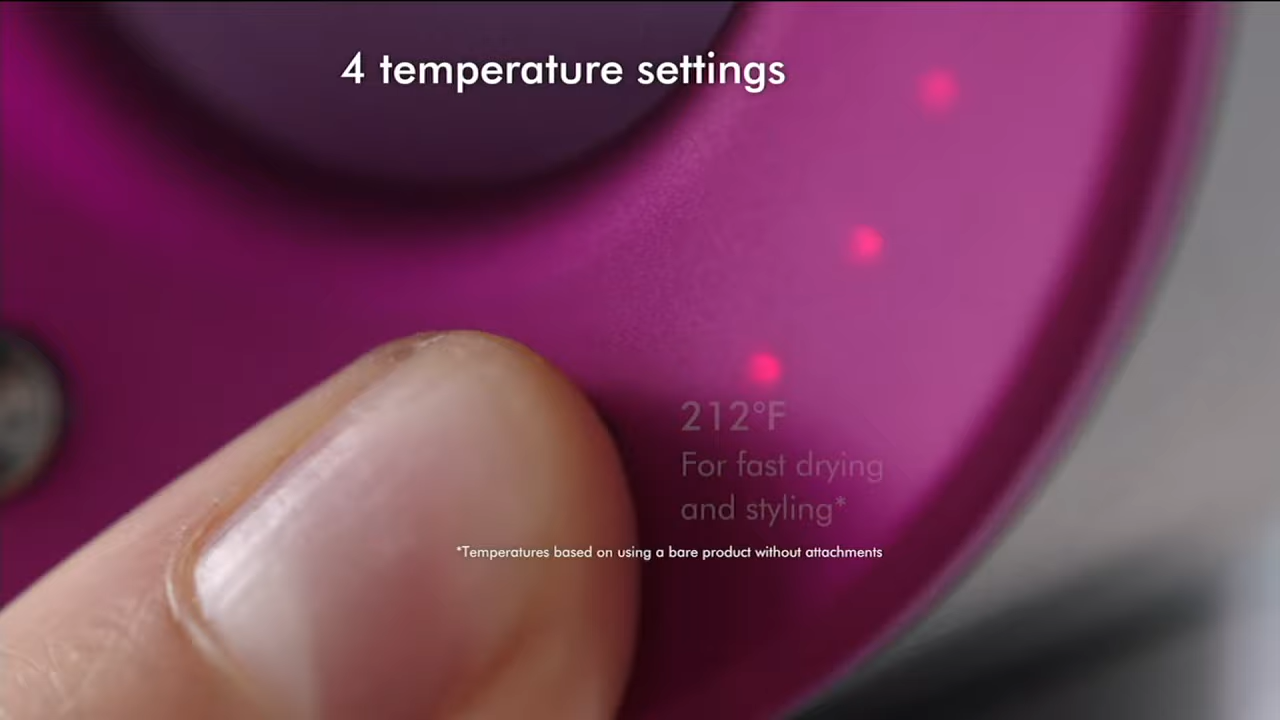 4 temperature settings
212°F
For fast drying
and styling*
*Temperatures based on using a bare product without attachments